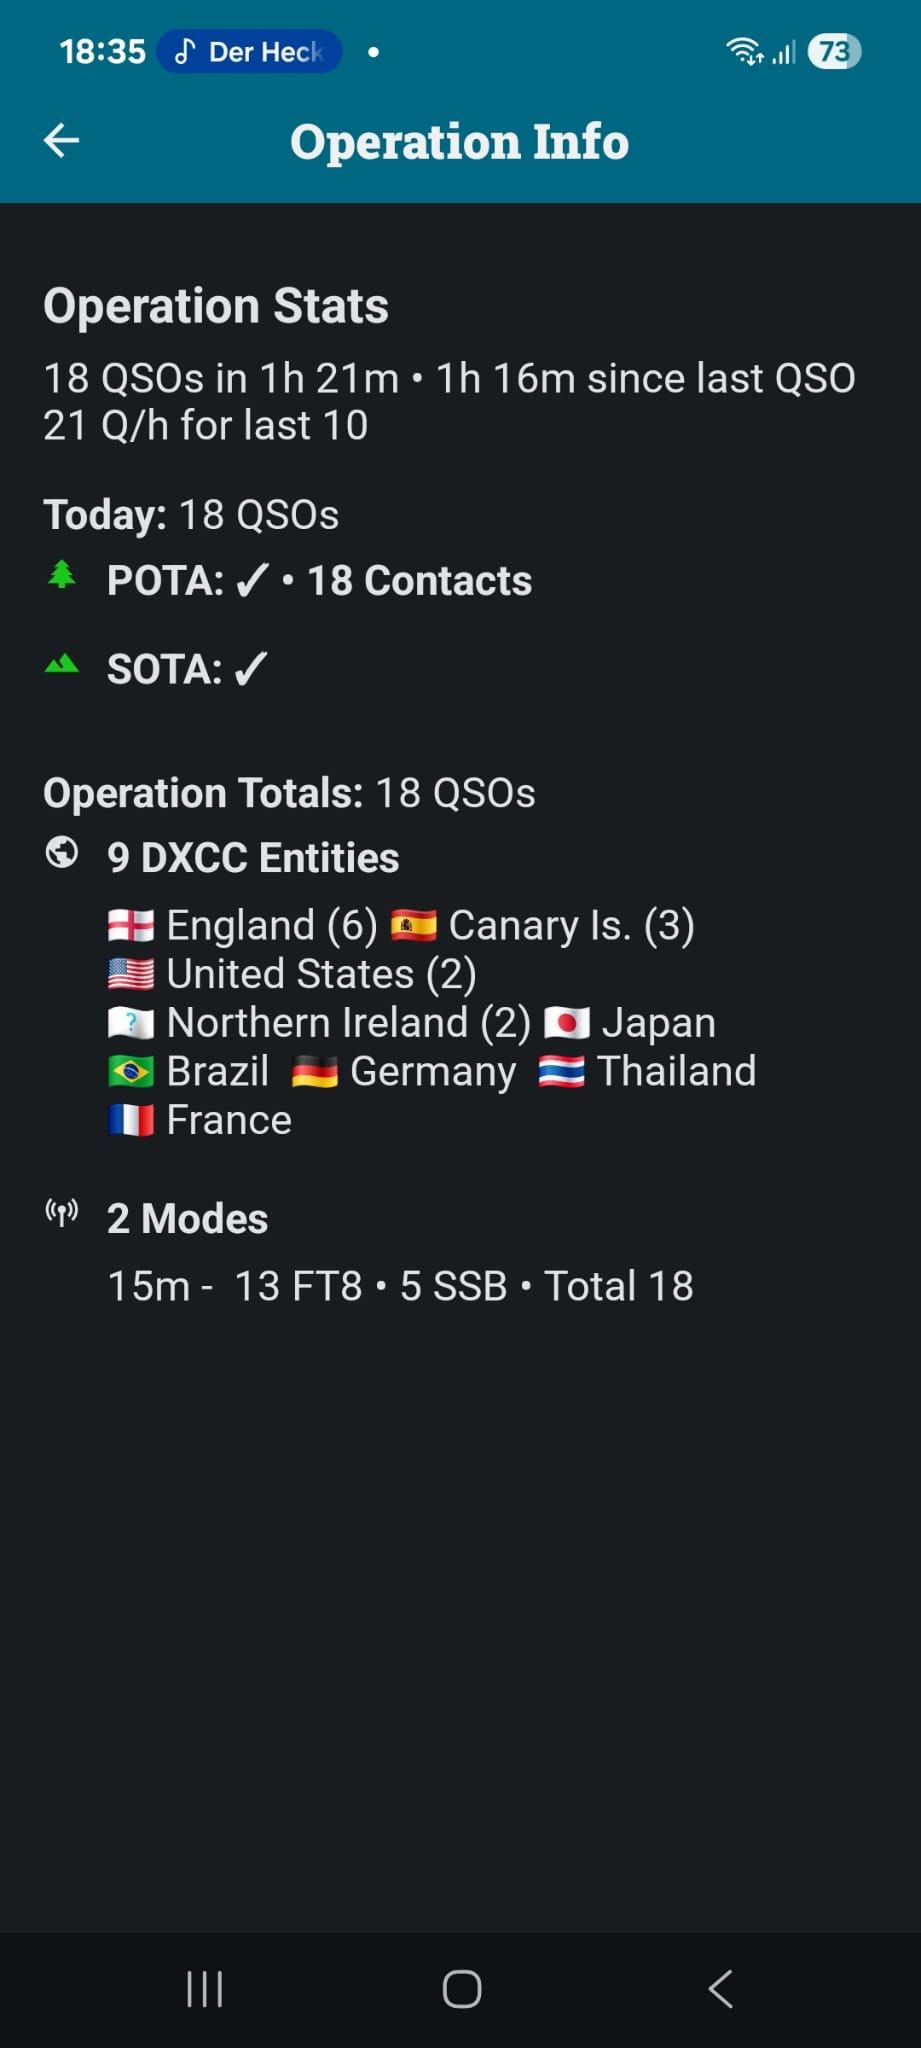 18:35 Der Heck 73
Operation Info
Operation Stats
18 QSOs in 1h 21m • 1h 16m since last QSO
21 Q/h for last 10
Today: 18 QSOs
POTA: ✓ • 18 Contacts
SOTA: ✓
Operation Totals: 18 QSOs
9 DXCC Entities
England (6) Canary Is. (3)
United States (2)
Northern Ireland (2) Japan
Brazil Germany Thailand
France
2 Modes
15m - 13 FT8 • 5 SSB • Total 18